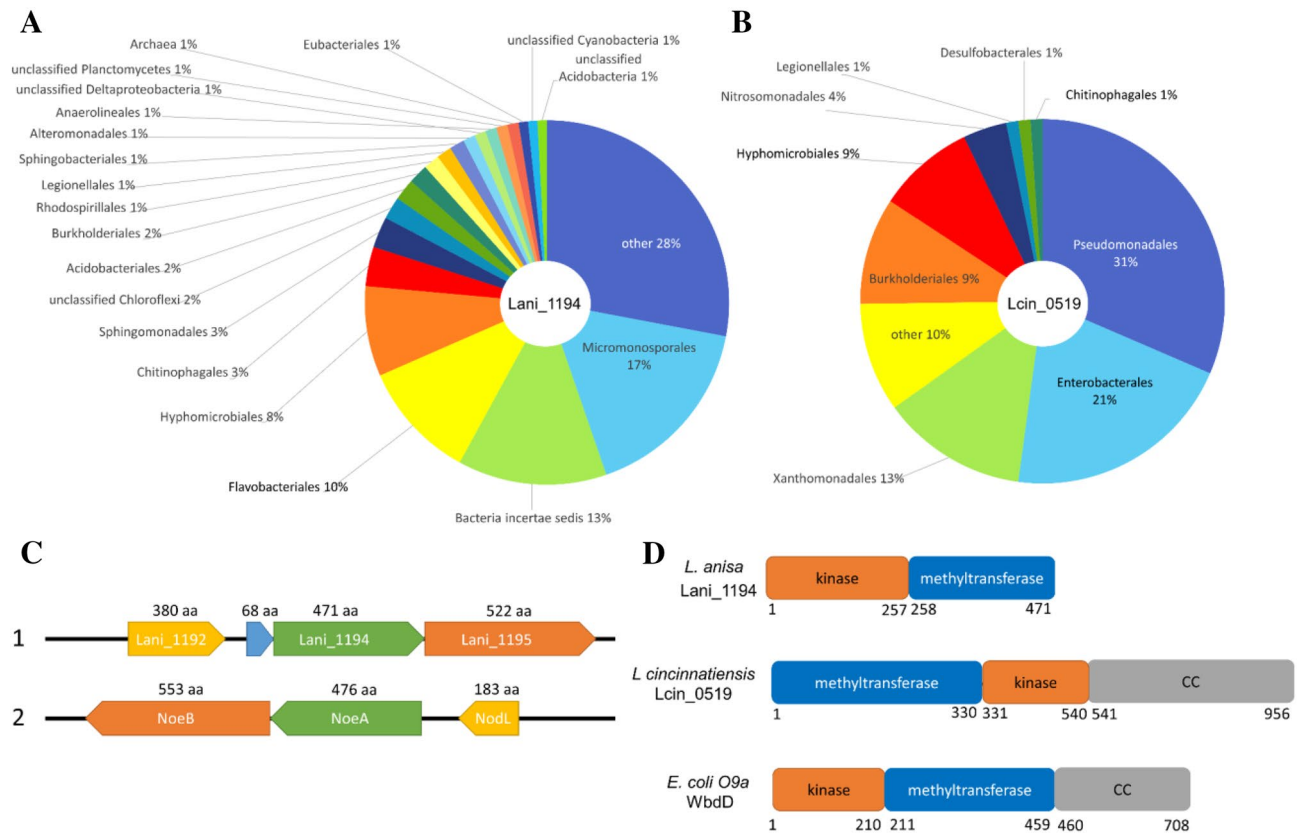 A
Archaea 1%
Eubacteriales 1%
unclassified Cyanobacteria 1%
unclassified
Acidobacteria 1%
unclassified Planctomycetes 1%
unclassified Deltaproteobacteria 1%
Anaerolineales 1%
Alteromonadales 1%
Sphingobacteriales 1%
Legionellales 1%
Rhodospirillales 1%
Burkholderiales 2%
Acidobacteriales 2%
unclassified Chloroflexi 2%
Sphingomonadales 3%
Chitinophagales 3%
Hyphomicrobiales 8%
Flavobacteriales 10%
Bacteria incertae sedis 13%
other 28%
Lani_1194
Micromonosporales
17%
B
Desulfobacterales 1%
Legionellales 1%
Nitrosomonadales 4%
Chitinophagales 1%
Hyphomicrobiales 9%
Pseudomonadales
31%
Burkholderiales 9%
Lcin_0519
other 10%
Enterobacterales
21%
Xanthomonadales 13%
C
380 aa 68 aa 471 aa 522 aa
1 Lani_1192 Lani_1194 Lani_1195
553 aa 476 aa 183 aa
2 NoeB NoeA NodL
D
L. anisa
Lani_1194
kinase methyltransferase
1 257 258 471
L cincinnatiensis
Lcin_0519
methyltransferase kinase CC
1 330 331 540 541 956
E. coli O9a
WbdD
kinase methyltransferase CC
1 210 211 459 460 708